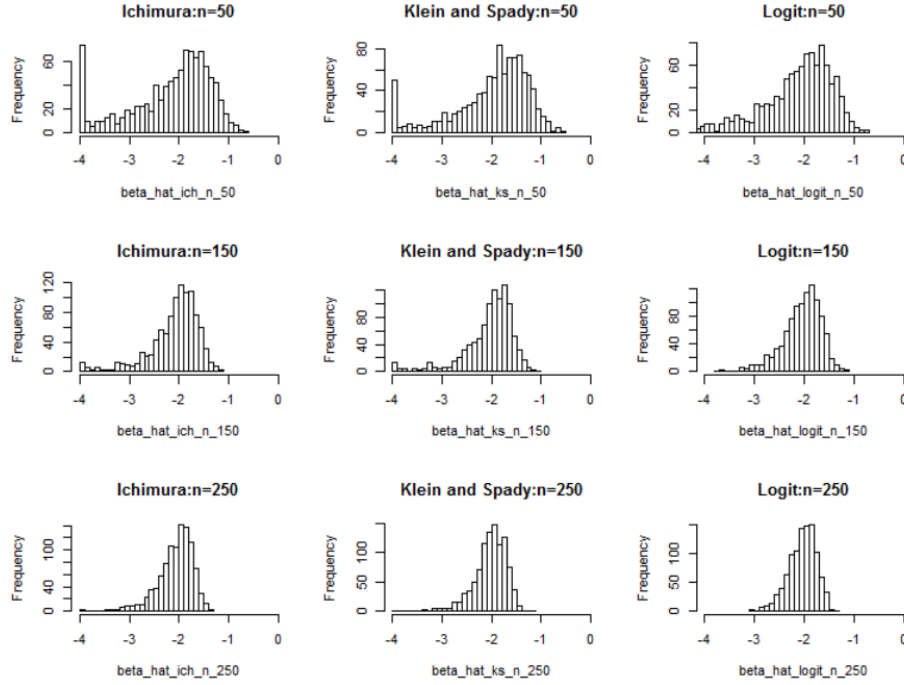 Ichimura:n=50
Frequency
0 20 60
-4 -3 -2 -1 0
beta_hat_ich_n_50
Klein and Spady:n=50
Frequency
0 40 80
-4 -3 -2 -1 0
beta_hat_ks_n_50
Logit:n=50
Frequency
0 20 60
-4 -3 -2 -1 0
beta_hat_logit_n_50
Ichimura:n=150
Frequency
0 40 80 120
-4 -3 -2 -1 0
beta_hat_ich_n_150
Klein and Spady:n=150
Frequency
0 40 80
-4 -3 -2 -1 0
beta_hat_ks_n_150
Logit:n=150
Frequency
0 40 80
-4 -3 -2 -1 0
beta_hat_logit_n_150
Ichimura:n=250
Frequency
0 40 100
-4 -3 -2 -1 0
beta_hat_ich_n_250
Klein and Spady:n=250
Frequency
0 50 100
-4 -3 -2 -1 0
beta_hat_ks_n_250
Logit:n=250
Frequency
0 50 100
-4 -3 -2 -1 0
beta_hat_logit_n_250